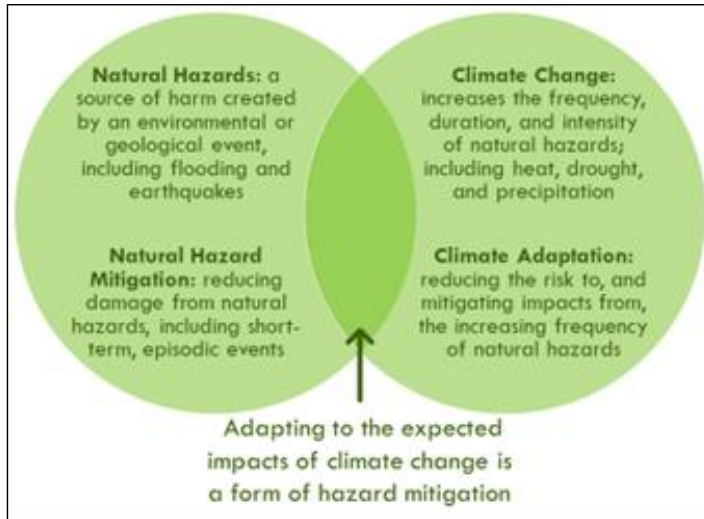 Natural Hazards: a
source of harm created
by an environmental or
geological event,
including flooding and
earthquakes
Natural Hazard
Mitigation: reducing
damage from natural
hazards, including short-
term, episodic events
Climate Change:
increases the frequency,
duration, and intensity
of natural hazards;
including heat, drought,
and precipitation
Climate Adaptation:
reducing the risk to, and
mitigating impacts from,
the increasing frequency
of natural hazards
Adapting to the expected
impacts of climate change is
a form of hazard mitigation